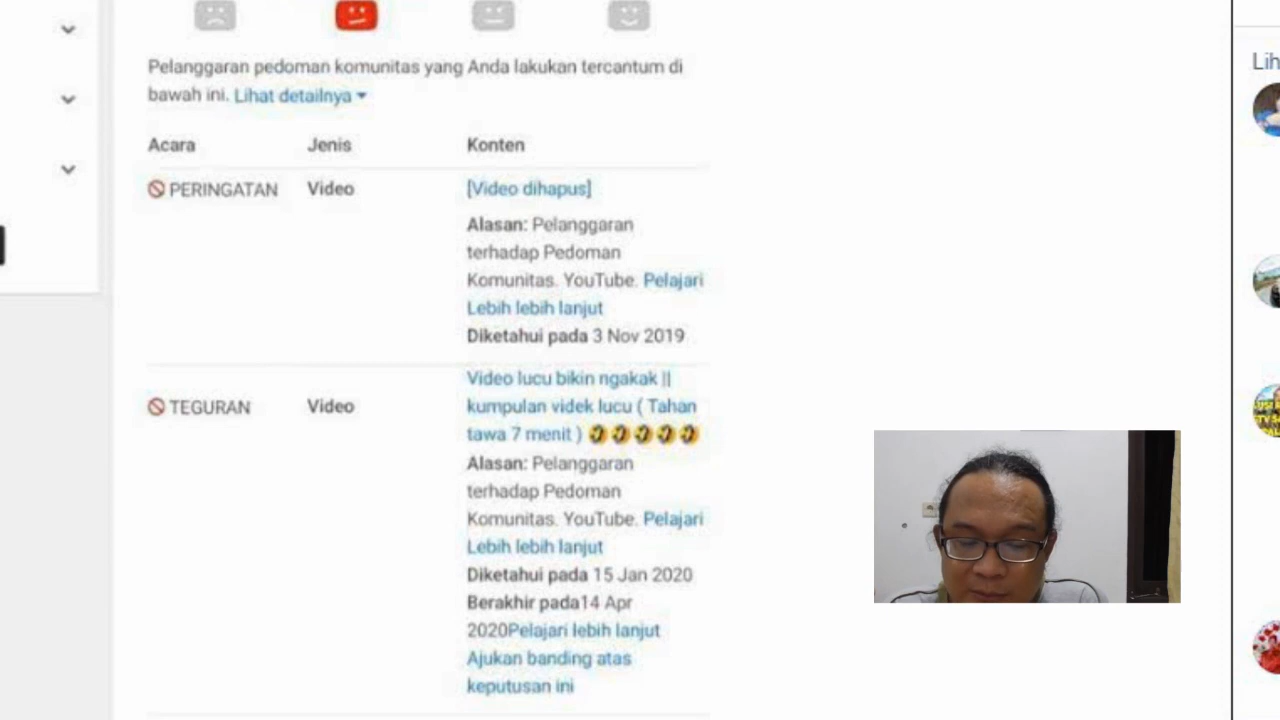 Pelanggaran pedoman komunitas yang Anda lakukan tercantum di
bawah ini. Lihat detailnya
Acara Jenis Konten
PERINGATAN Video [Video dihapus]
Alasan: Pelanggaran
terhadap Pedoman
Komunitas. YouTube. Pelajari
Lebih lebih lanjut
Diketahui pada 3 Nov 2019
Video lucu bikin ngakak ||
TEGURAN Video kumpulan videk lucu ( Tahan
tawa 7 menit ) 🤣🤣🤣🤣🤣
Alasan: Pelanggaran
terhadap Pedoman
Komunitas. YouTube. Pelajari
Lebih lebih lanjut
Diketahui pada 15 Jan 2020
Berakhir pada14 Apr
2020Pelajari lebih lanjut
Ajukan banding atas
keputusan ini
Lih